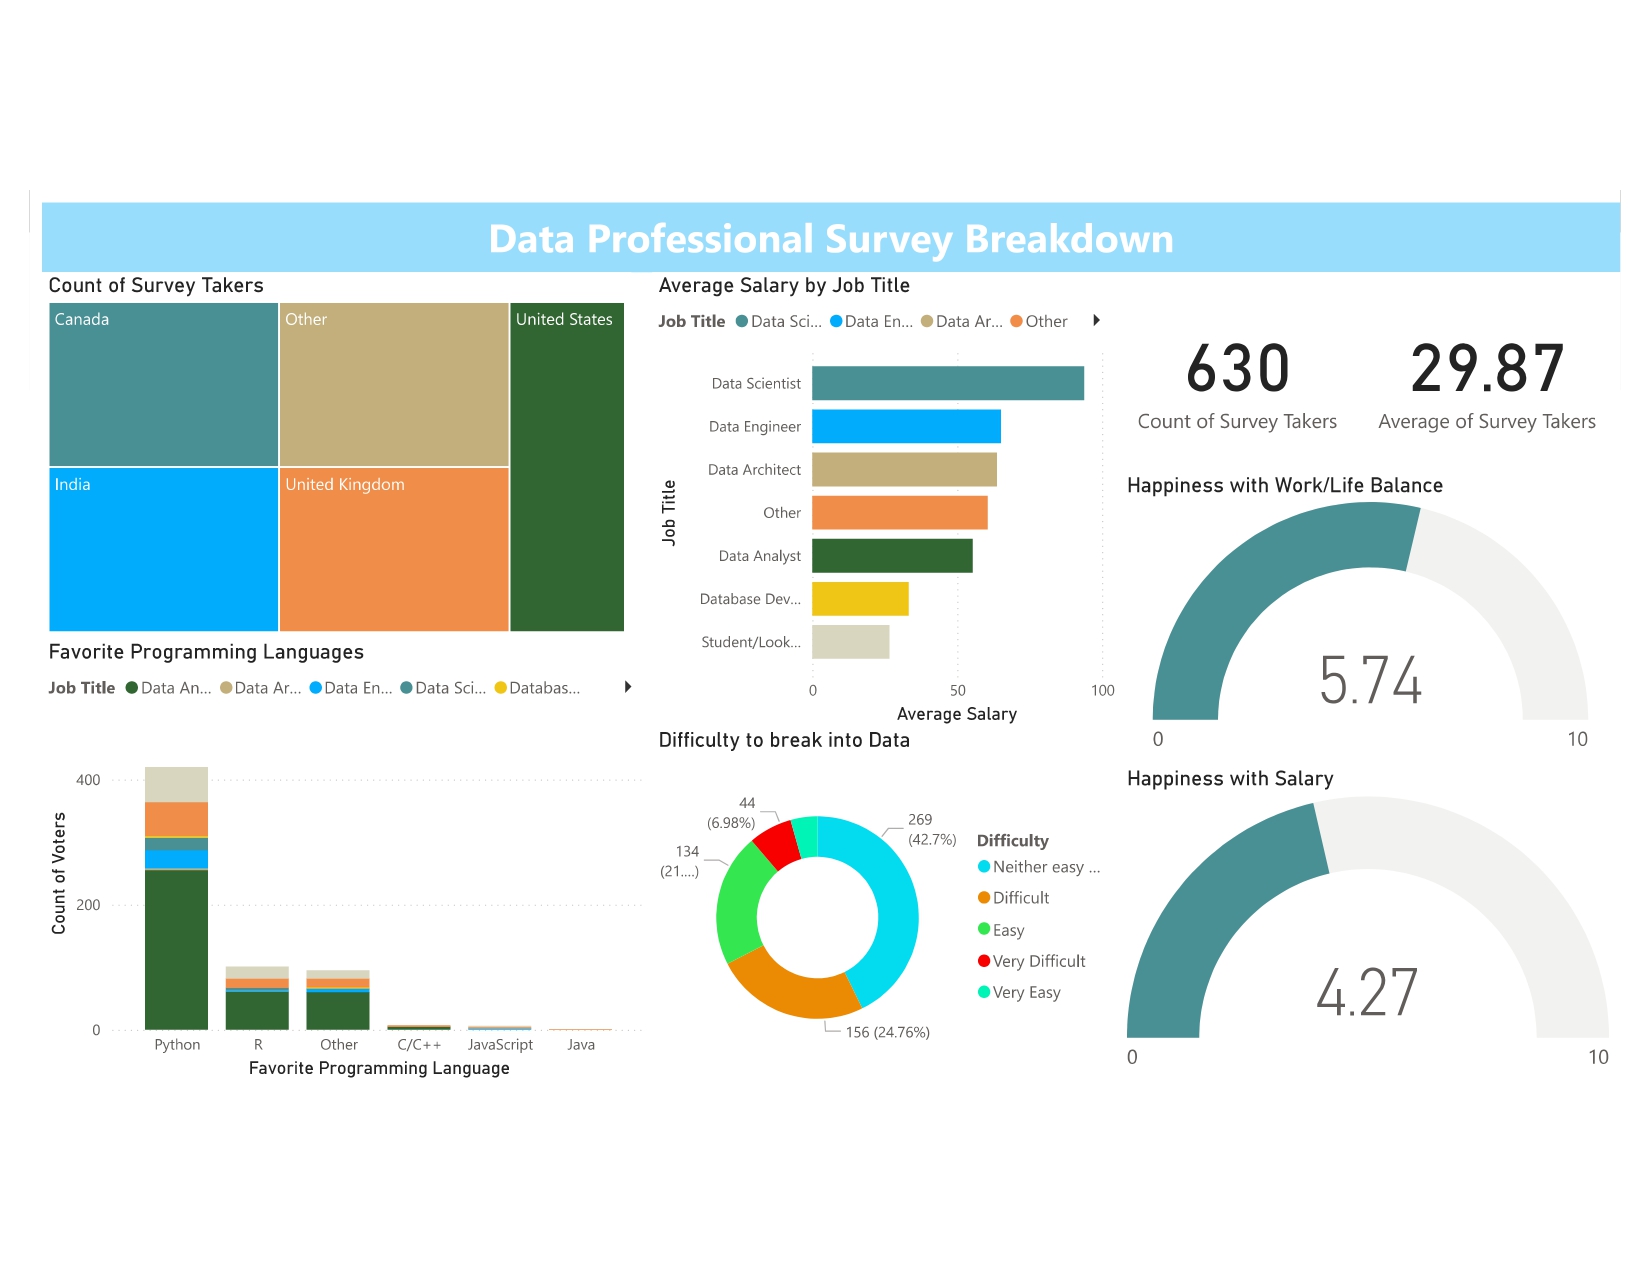 Data Professional Survey Breakdown
Count of Survey Takers
Canada
Other
United States
India
United Kingdom
Average Salary by Job Title
Job Title Data Sci... Data En... Data Ar... Other
Job Title
Data Scientist
Data Engineer
Data Architect
Other
Data Analyst
Database Dev...
Student/Look...
0 50 100
Average Salary
630
Count of Survey Takers
29.87
Average of Survey Takers
Happiness with Work/Life Balance
5.74
0 10
Favorite Programming Languages
Job Title Data An... Data Ar... Data En... Data Sci... Databas...
Count of Voters
400
200
0
Python R Other C/C++ JavaScript Java
Favorite Programming Language
Difficulty to break into Data
44
(6.98%)
269
(42.7%)
134
(21....)
156 (24.76%)
Difficulty
Neither easy ...
Difficult
Easy
Very Difficult
Very Easy
Happiness with Salary
4.27
0 10